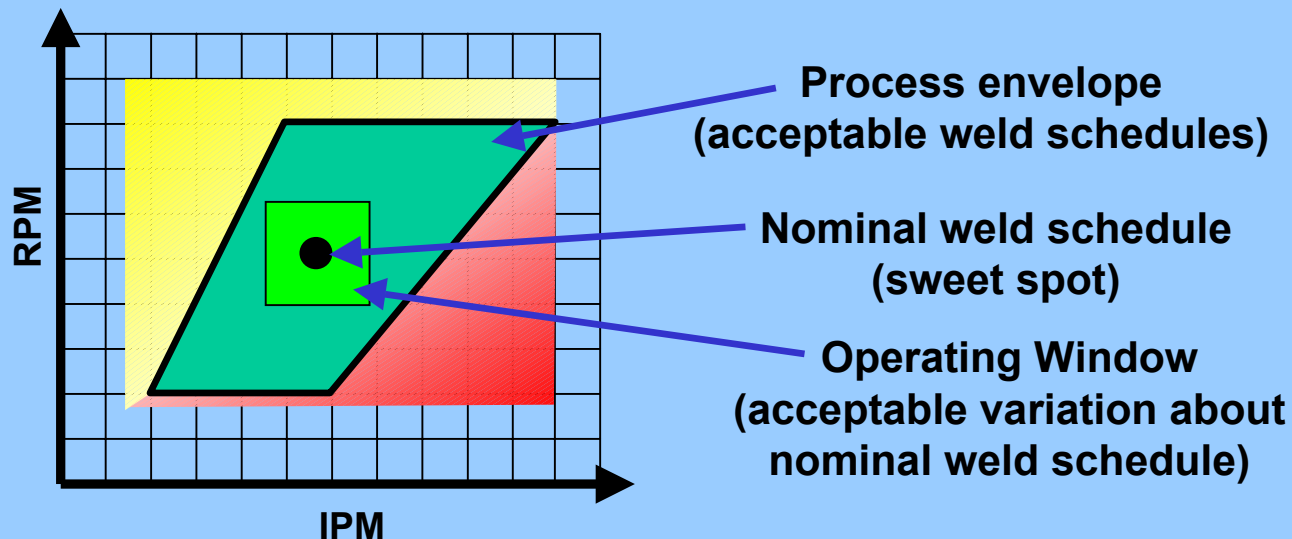 RPM
IPM
Process envelope
(acceptable weld schedules)
Nominal weld schedule
(sweet spot)
Operating Window
(acceptable variation about
nominal weld schedule)